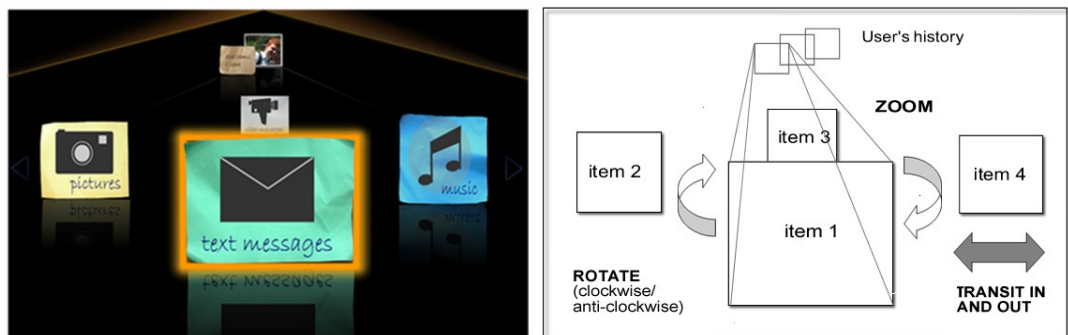 pictures
text messages
music
User's history
ZOOM
item 3
item 2
item 4
item 1
ROTATE
(clockwise/
anti-clockwise)
TRANSIT IN
AND OUT